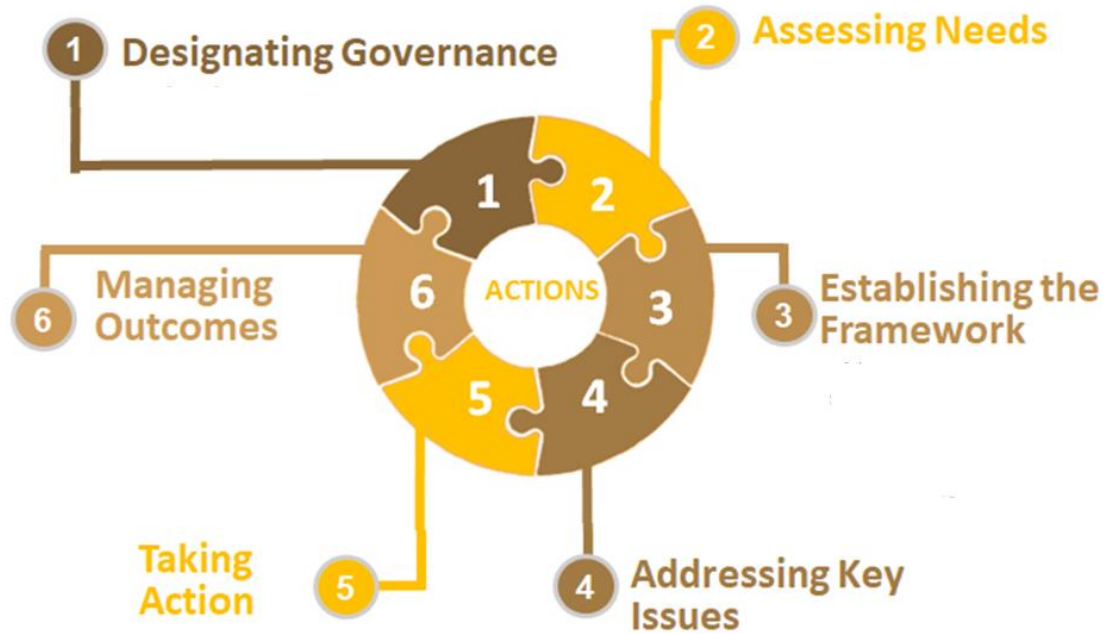 1 Designating Governance
2 Assessing Needs
1
2
6
ACTIONS
3
5
4
Managing
Outcomes
6
3
Establishing the
Framework
Taking
Action
5
4
Addressing Key
Issues